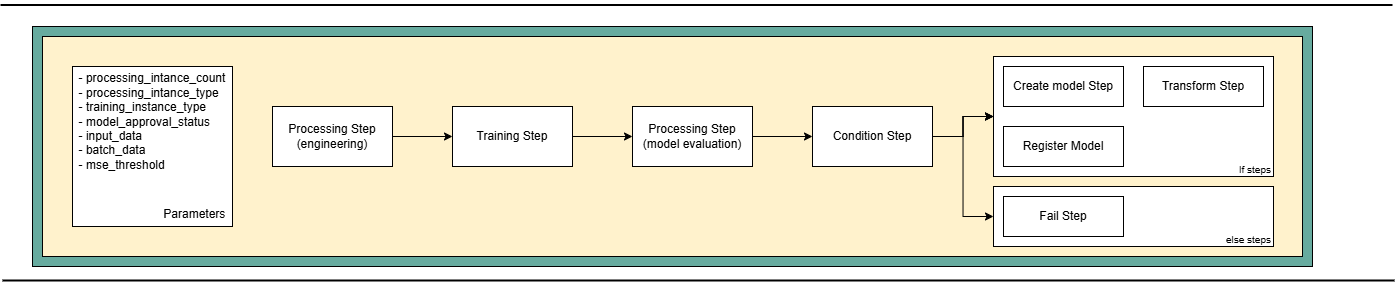 - processing_intance_count
- processing_intance_type
- training_instance_type
- model_approval_status
- input_data
- batch_data
- mse_threshold
Parameters
Processing Step
(engineering)
Training Step
Processing Step
(model evaluation)
Condition Step
Create model Step
Transform Step
Register Model
If steps
Fail Step
else steps